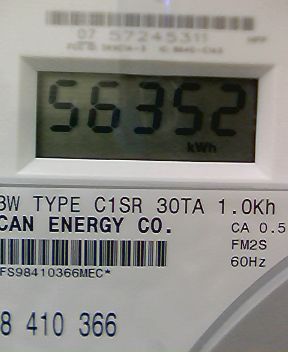 07 57245311
56352
kWh
3W TYPE C1SR 30TA 1.0Kh
CAN ENERGY CO.
CA 0.5
FM2S
60Hz
FS98410366MEC*
8 410 366